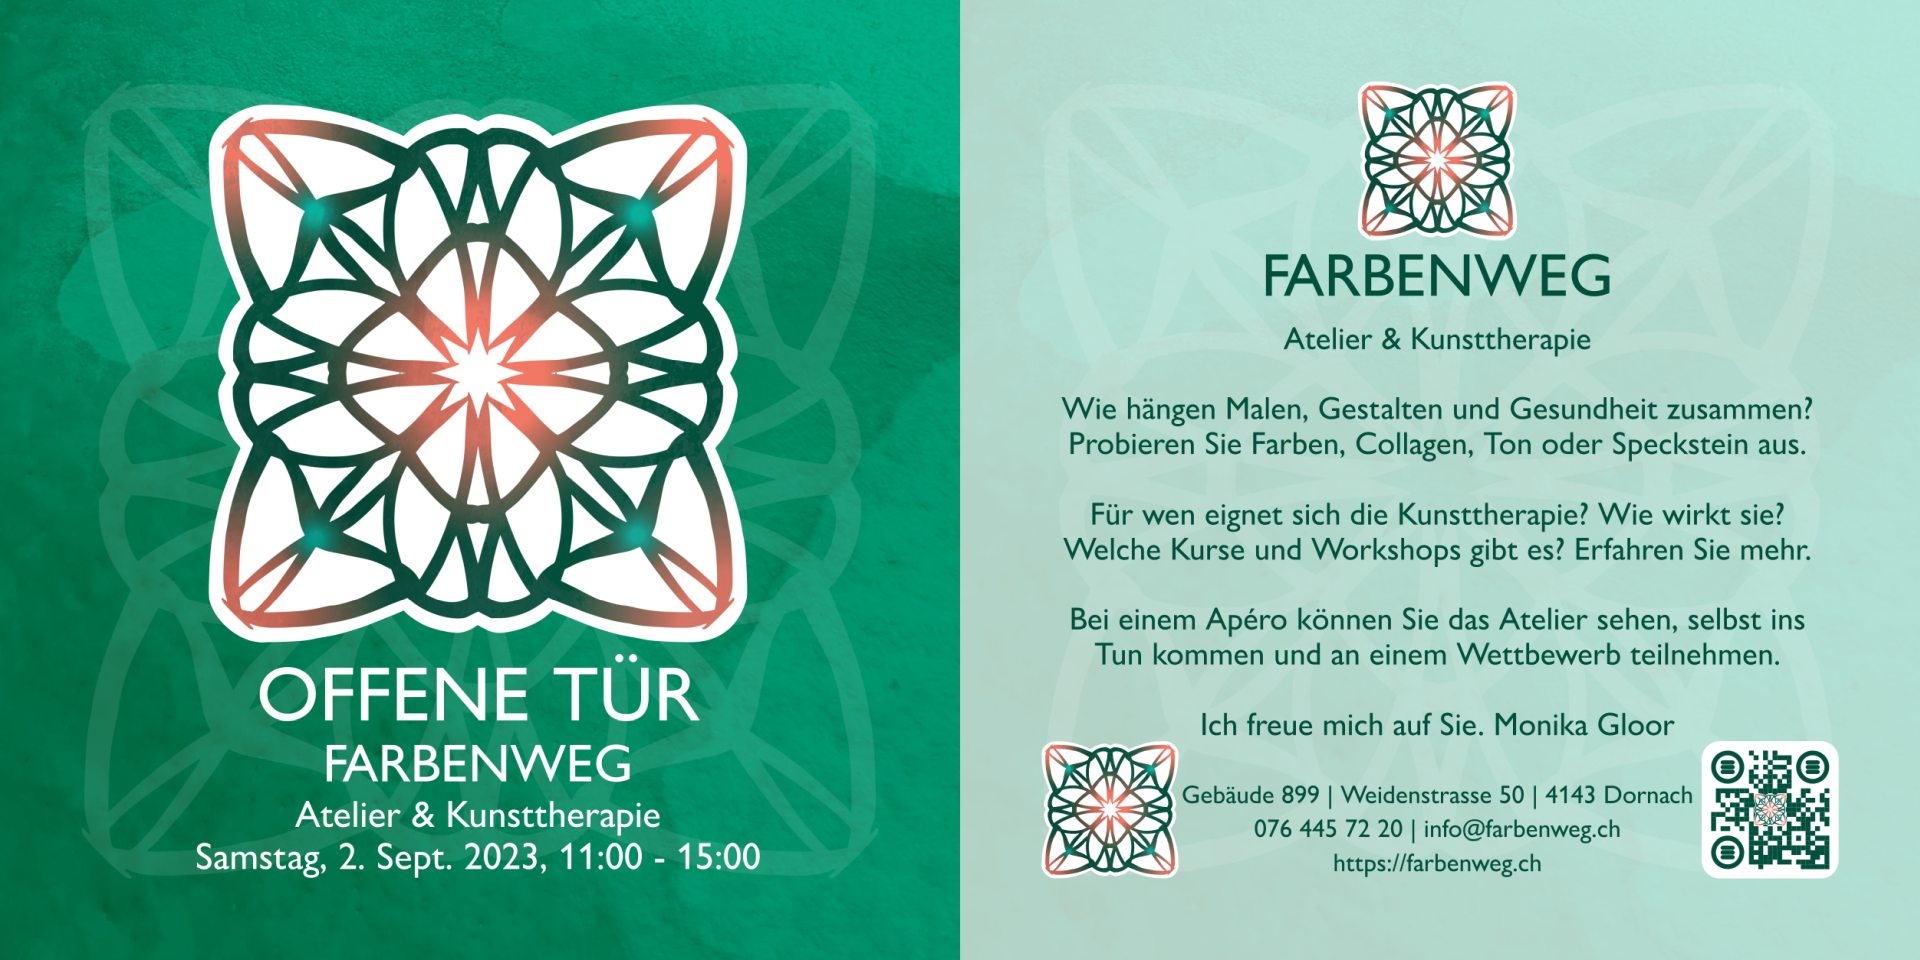 OFFENE TÜR
FARBENWEG
Atelier & Kunsttherapie
Samstag, 2. Sept. 2023, 11:00 - 15:00
FARBENWEG
Atelier & Kunsttherapie
Wie hängen Malen, Gestalten und Gesundheit zusammen?
Probieren Sie Farben, Collagen, Ton oder Speckstein aus.
Für wen eignet sich die Kunsttherapie? Wie wirkt sie?
Welche Kurse und Workshops gibt es? Erfahren Sie mehr.
Bei einem Apéro können Sie das Atelier sehen, selbst ins
Tun kommen und an einem Wettbewerb teilnehmen.
Ich freue mich auf Sie. Monika Gloor
Gebäude 899 | Weidenstrasse 50 | 4143 Dornach
076 445 72 20 | info@farbenweg.ch
https://farbenweg.ch